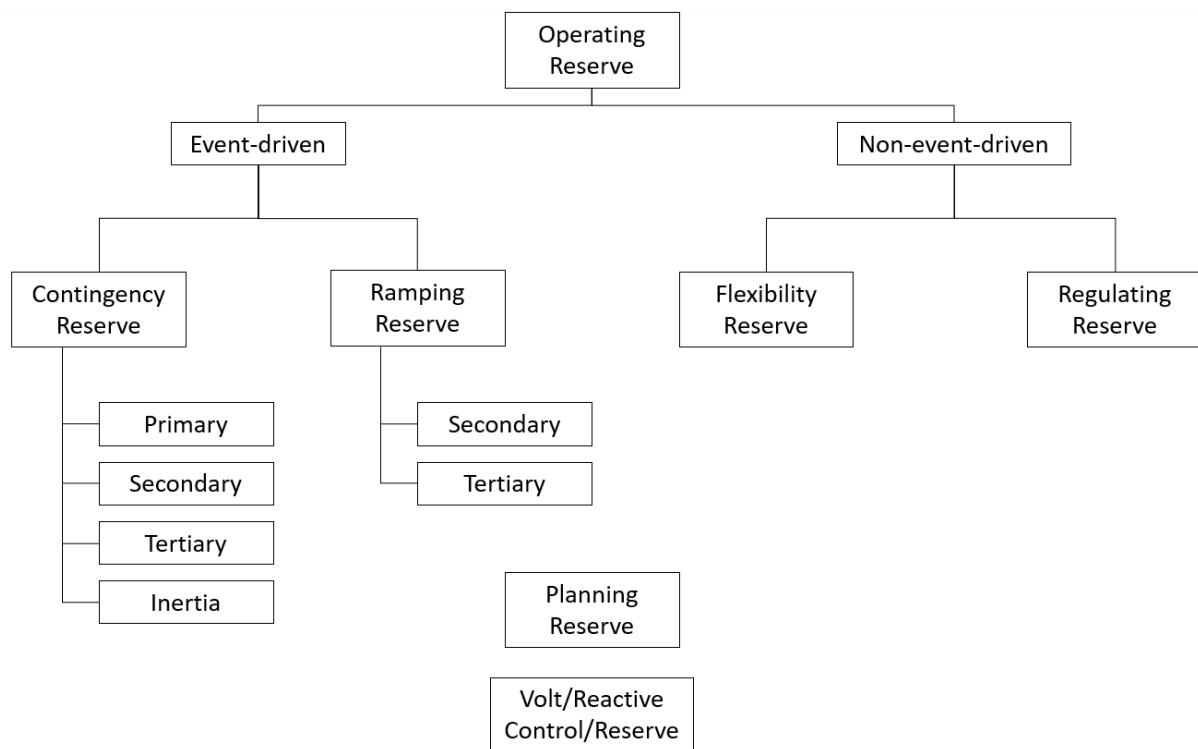 Operating
Reserve
Event-driven
Non-event-driven
Contingency
Reserve
Ramping
Reserve
Flexibility
Reserve
Regulating
Reserve
Primary
Secondary
Tertiary
Inertia
Secondary
Tertiary
Planning
Reserve
Volt/Reactive
Control/Reserve